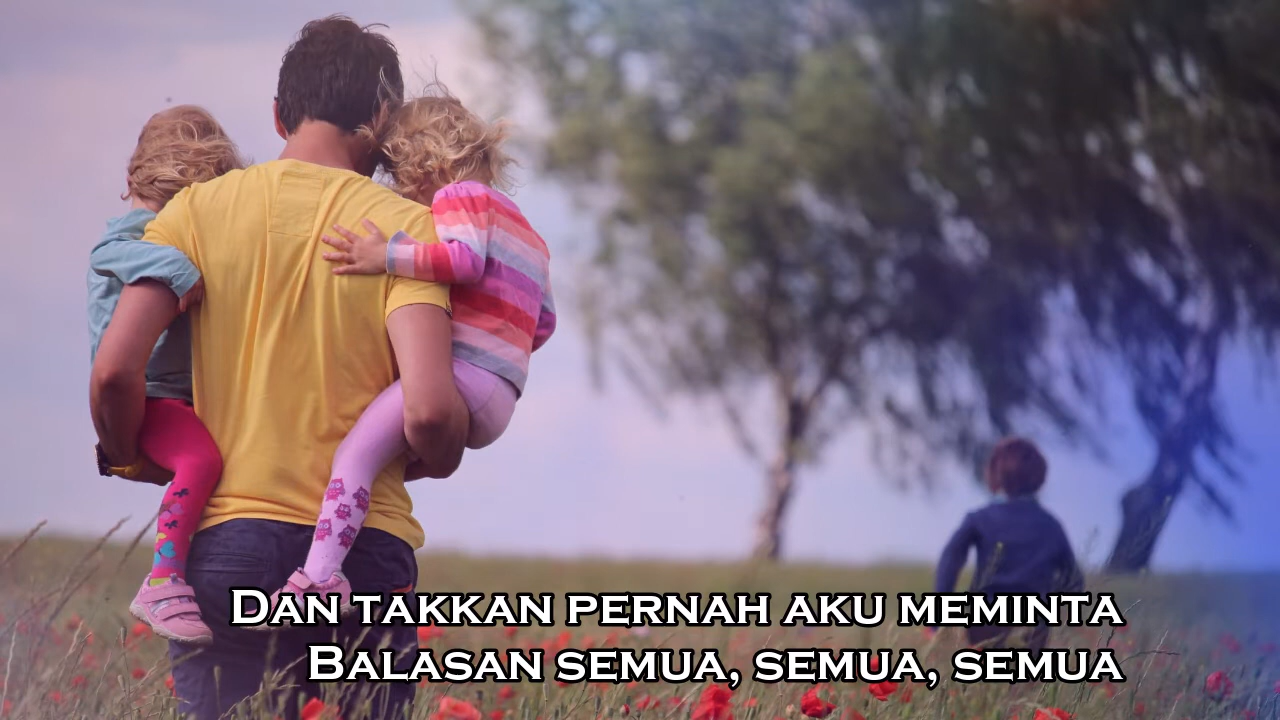 Dan takkan pernah aku meminta
Balasan semua, semua, semua